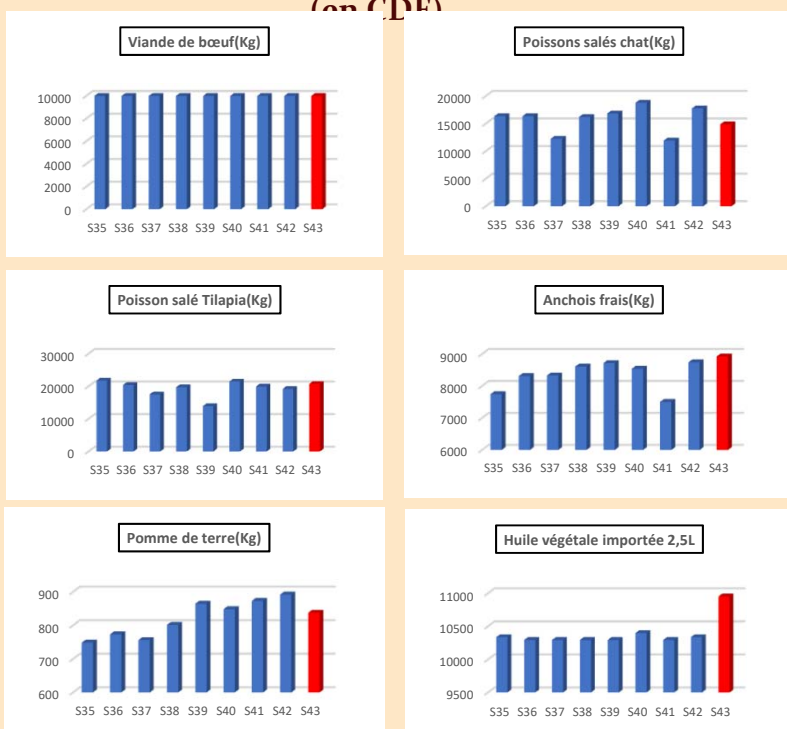 (en CDF)
Viande de bœuf(Kg)
10000
8000
6000
4000
2000
0
S35 S36 S37 S38 S39 S40 S41 S42 S43
Poissons salés chat(Kg)
20000
15000
10000
5000
0
S35 S36 S37 S38 S39 S40 S41 S42 S43
Poisson salé Tilapia(Kg)
30000
20000
10000
0
S35 S36 S37 S38 S39 S40 S41 S42 S43
Anchois frais(Kg)
9000
8000
7000
6000
S35 S36 S37 S38 S39 S40 S41 S42 S43
Pomme de terre(Kg)
900
800
700
600
S35 S36 S37 S38 S39 S40 S41 S42 S43
Huile végétale importée 2,5L
11000
10500
10000
9500
S35 S36 S37 S38 S39 S40 S41 S42 S43